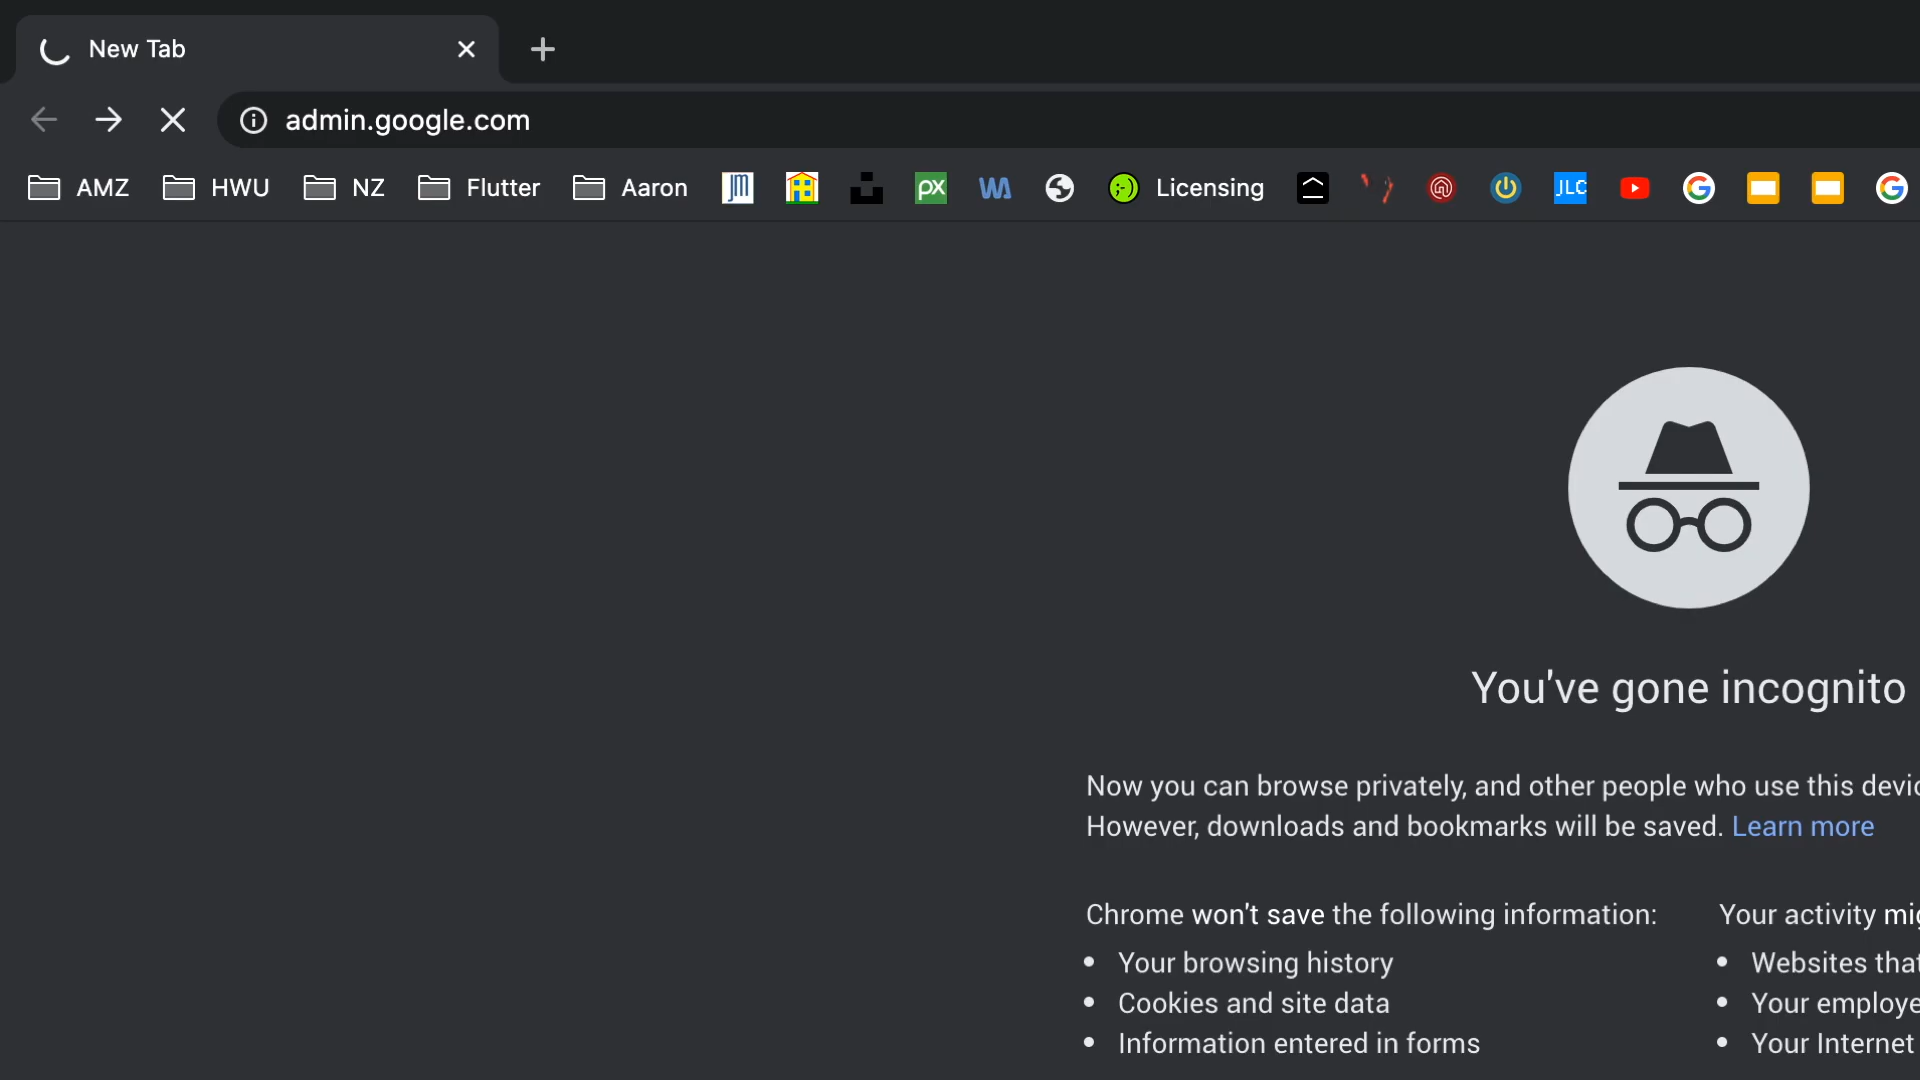 New Tab
admin.google.com
AMZ HWU NZ Flutter Aaron JM PX WA ;-) Licensing JLC G G
You've gone incognito
Now you can browse privately, and other people who use this devic
However, downloads and bookmarks will be saved. Learn more
Chrome won't save the following information:
Your browsing history
Cookies and site data
Information entered in forms
Your activity mig
Websites that
Your employe
Your Internet